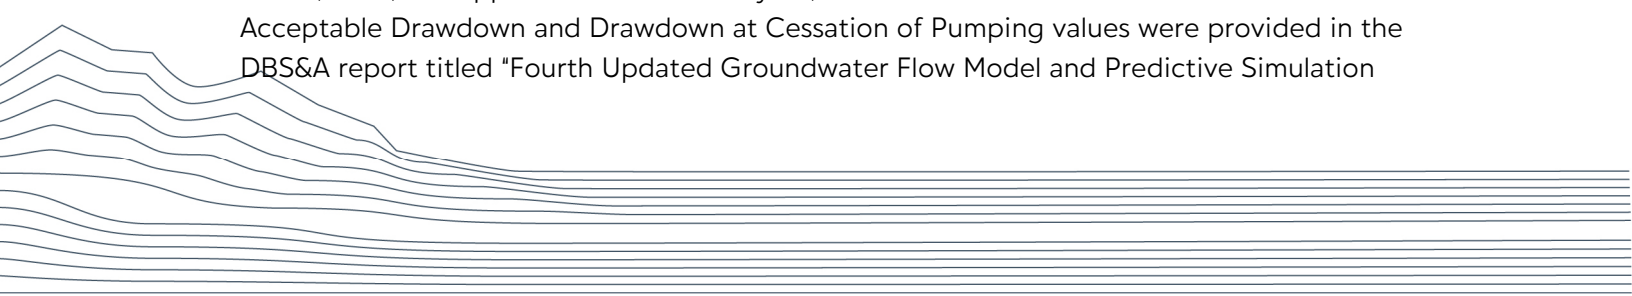 Acceptable Drawdown and Drawdown at Cessation of Pumping values were provided in the
DBS&A report titled “Fourth Updated Groundwater Flow Model and Predictive Simulation